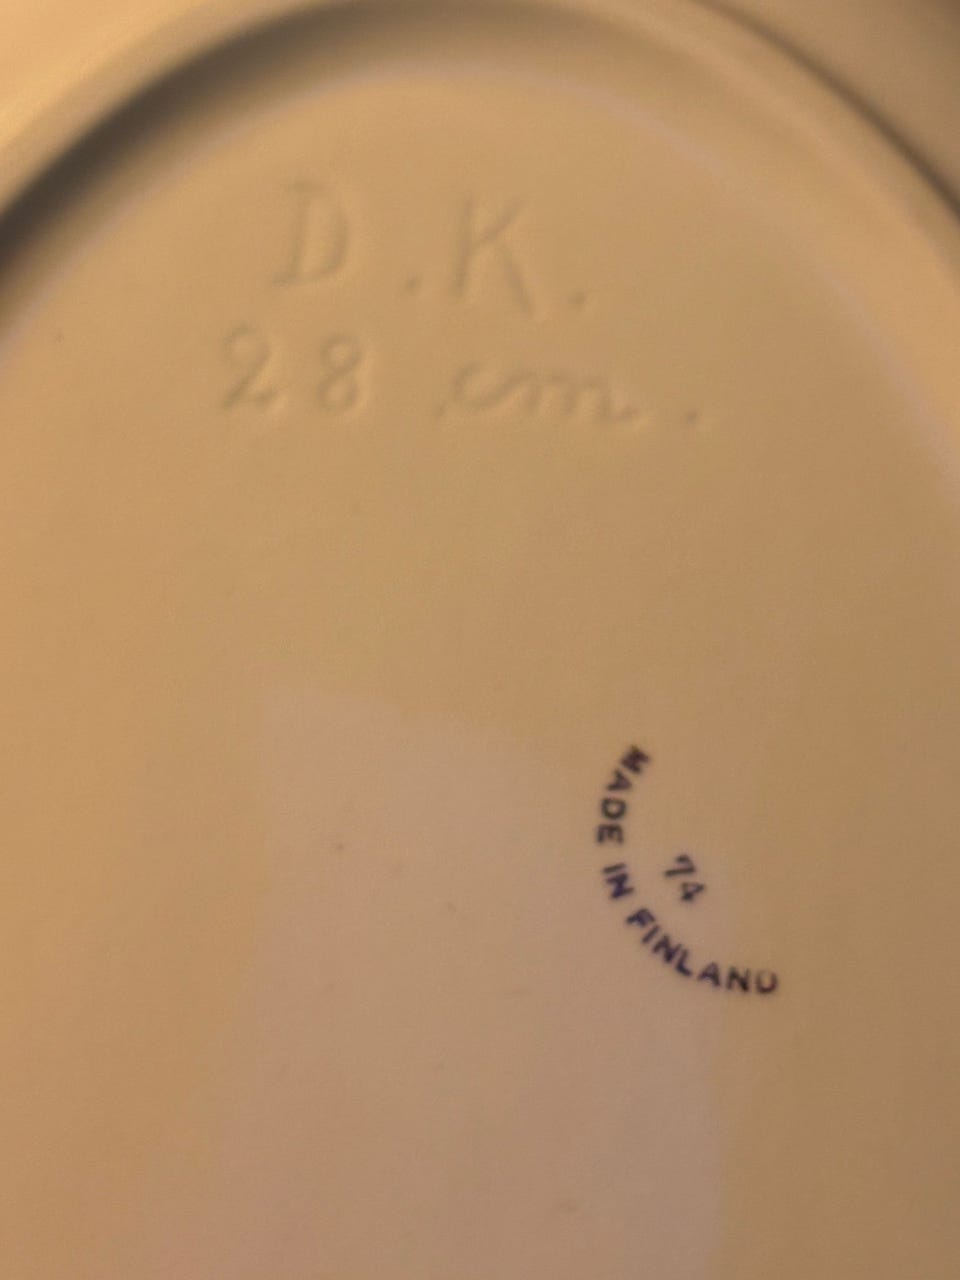 D.K.
28 cm.
74
MADE IN FINLAND